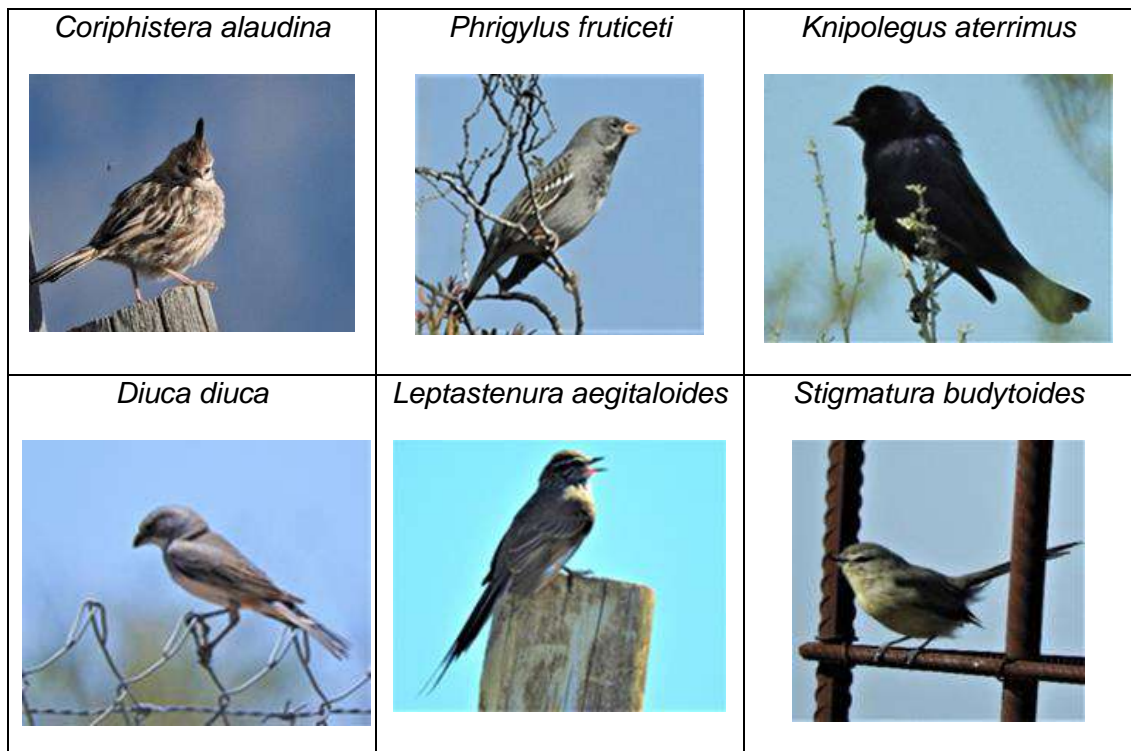 Coriphistera alaudina
Phrigylus fruticeti
Knipolegus aterrimus
Diuca diuca
Leptastenura aegitaloides
Stigmatura budytoides